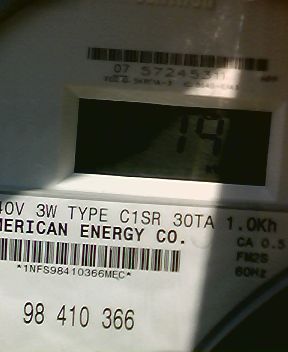 07 57245311
19
40V 3W TYPE C1SR 30TA 1.0Kh
MERICAN ENERGY CO.
CA 0.5
FM2S
60Hz
*1NFS98410366MEC*
98 410 366